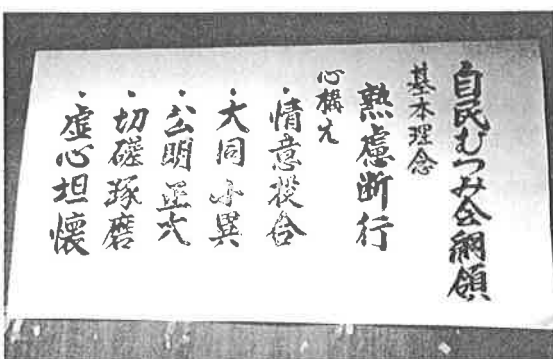 自民むつみ会綱領
基本理念
熟慮断行
心構え
・情意投合
・大同小異
・公明正大
・切磋琢磨
・虚心坦懐